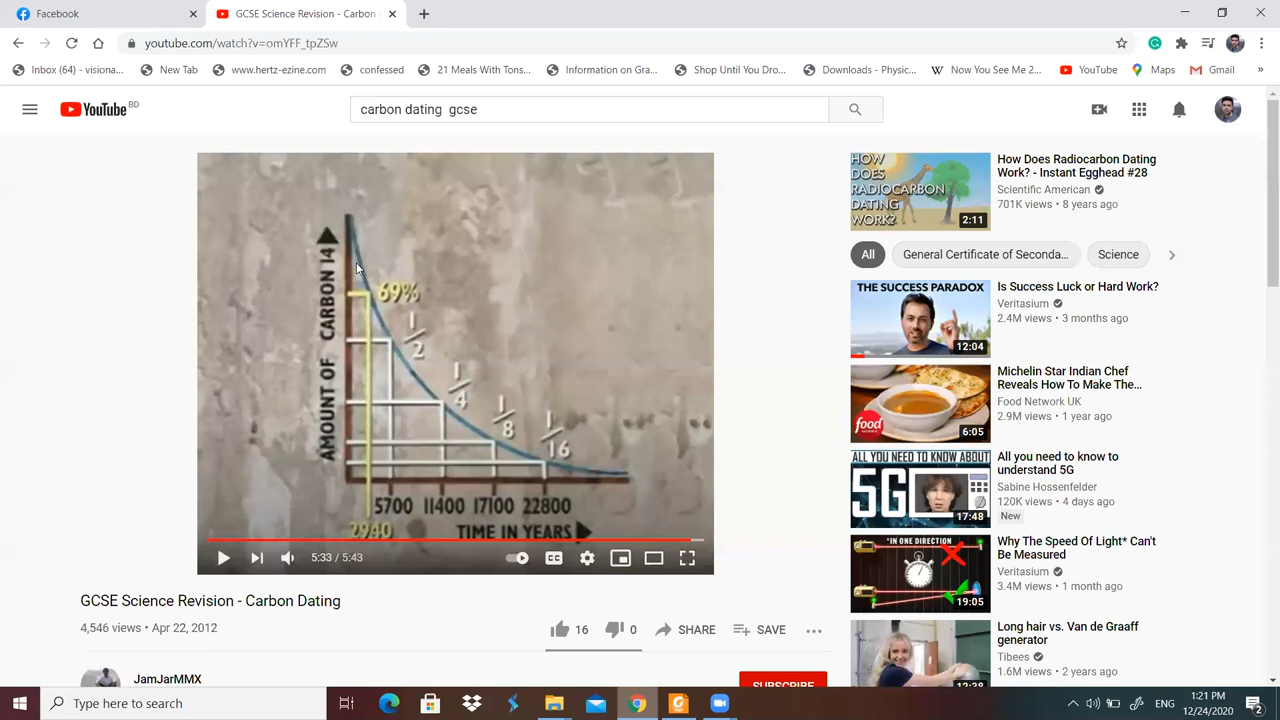 Facebook
GCSE Science Revision - Carbon
youtube.com/watch?v=omYFF_tpZSw
Inbox (64) - visiona...
New Tab
www.hertz-ezine.com
confessed
21 Meals With Tons...
Information on Gra...
Shop Until You Dro...
Downloads - Physic...
Now You See Me 2...
YouTube
Maps
Gmail
YouTube BD
carbon dating gcse
AMOUNT OF CARBON 14
69%
1/2
1/4
1/8
1/16
5700 11400 17100 22800
2940 TIME IN YEARS
5:33 / 5:43
GCSE Science Revision - Carbon Dating
4,546 views • Apr 22, 2012
16
0
SHARE
SAVE
JamJarMMX
SUBSCRIBE
HOW
DOES
RADIOCARBON
DATING
WORK?
2:11
How Does Radiocarbon Dating
Work? - Instant Egghead #28
Scientific American
701K views • 8 years ago
All
General Certificate of Seconda...
Science
THE SUCCESS PARADOX
12:04
Is Success Luck or Hard Work?
Veritasium
2.4M views • 3 months ago
food
6:05
Michelin Star Indian Chef
Reveals How To Make The...
Food Network UK
2.9M views • 1 year ago
ALL YOU NEED TO KNOW ABOUT
5G
17:48
All you need to know to
understand 5G
Sabine Hossenfelder
120K views • 4 days ago
New
*IN ONE DIRECTION
19:05
Why The Speed Of Light* Can't
Be Measured
Veritasium
3.4M views • 1 month ago
12:38
Long hair vs. Van de Graaff
generator
Tibees
1.6M views • 2 years ago
Type here to search
ENG
1:21 PM
12/24/2020
2